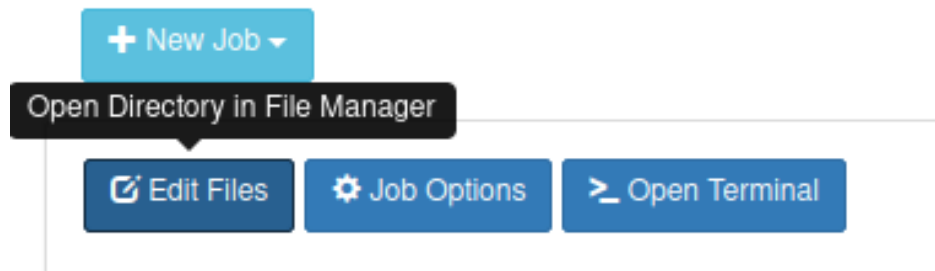 New Job
Open Directory in File Manager
Edit Files Job Options Open Terminal